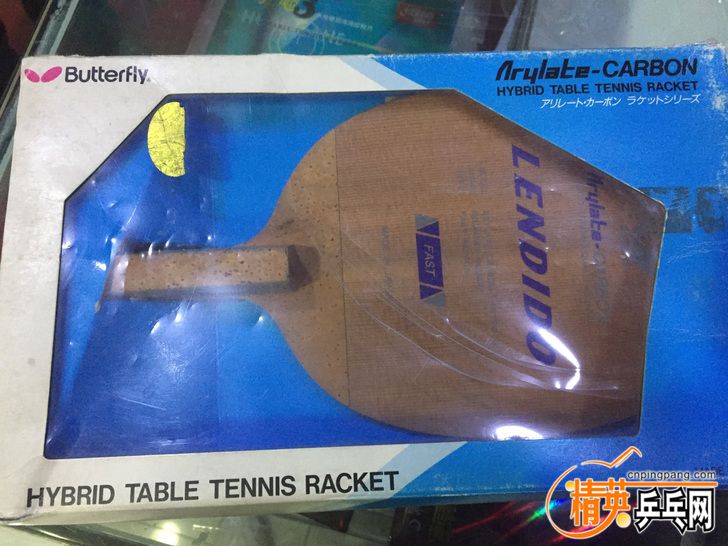 Butterfly
Arylate-CARBON
HYBRID TABLE TENNIS RACKET
アリレート・カーボン ラケットシリーズ
LENDIDO
Arylate-
FAST
HYBRID TABLE TENNIS RACKET
cnpingpang.com
精英乒乓网